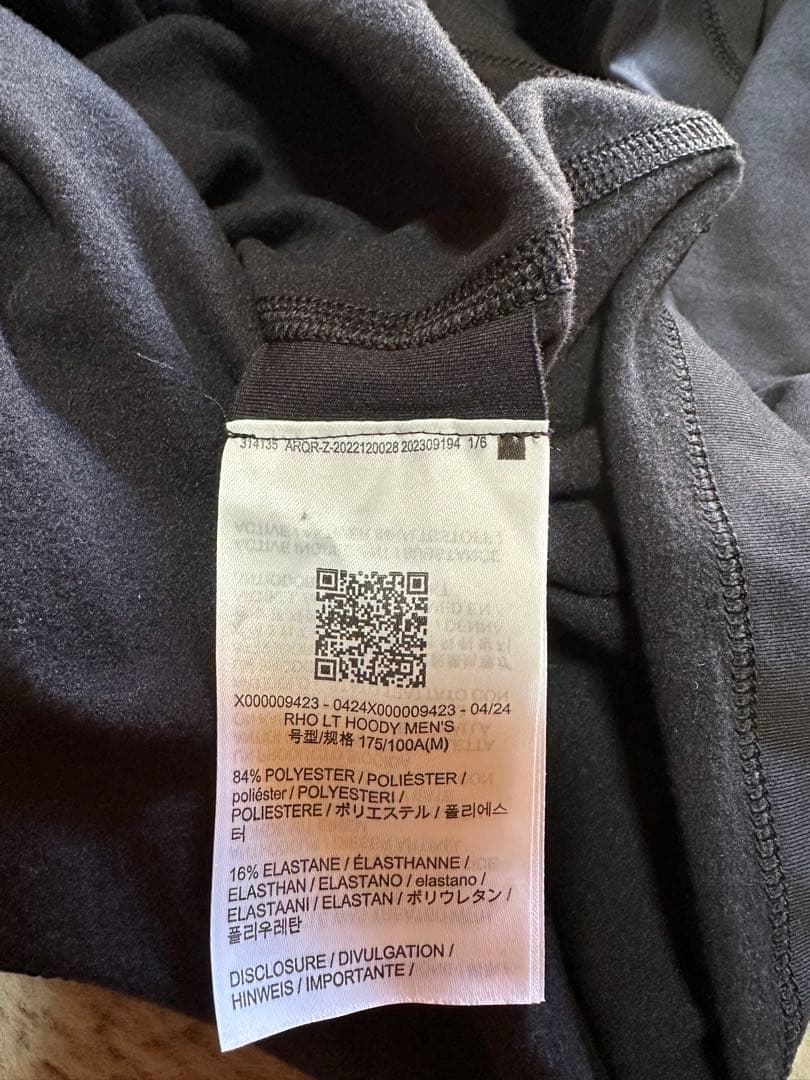 314135 ARQR-Z-2022120028 202309194 1/6
X000009423 - 0424X000009423 - 04/24
RHO LT HOODY MEN'S
号型/规格 175/100A(M)
84% POLYESTER / POLIÉSTER /
poliéster / POLYESTERI /
POLIESTERE / ポリエステル / 폴리에스
터
16% ELASTANE / ÉLASTHANNE /
ELASTHAN / ELASTANO / elastano /
ELASTAANI / ELASTAN / ポリウレタン /
폴리우레탄
DISCLOSURE / DIVULGATION /
HINWEIS / IMPORTANTE /